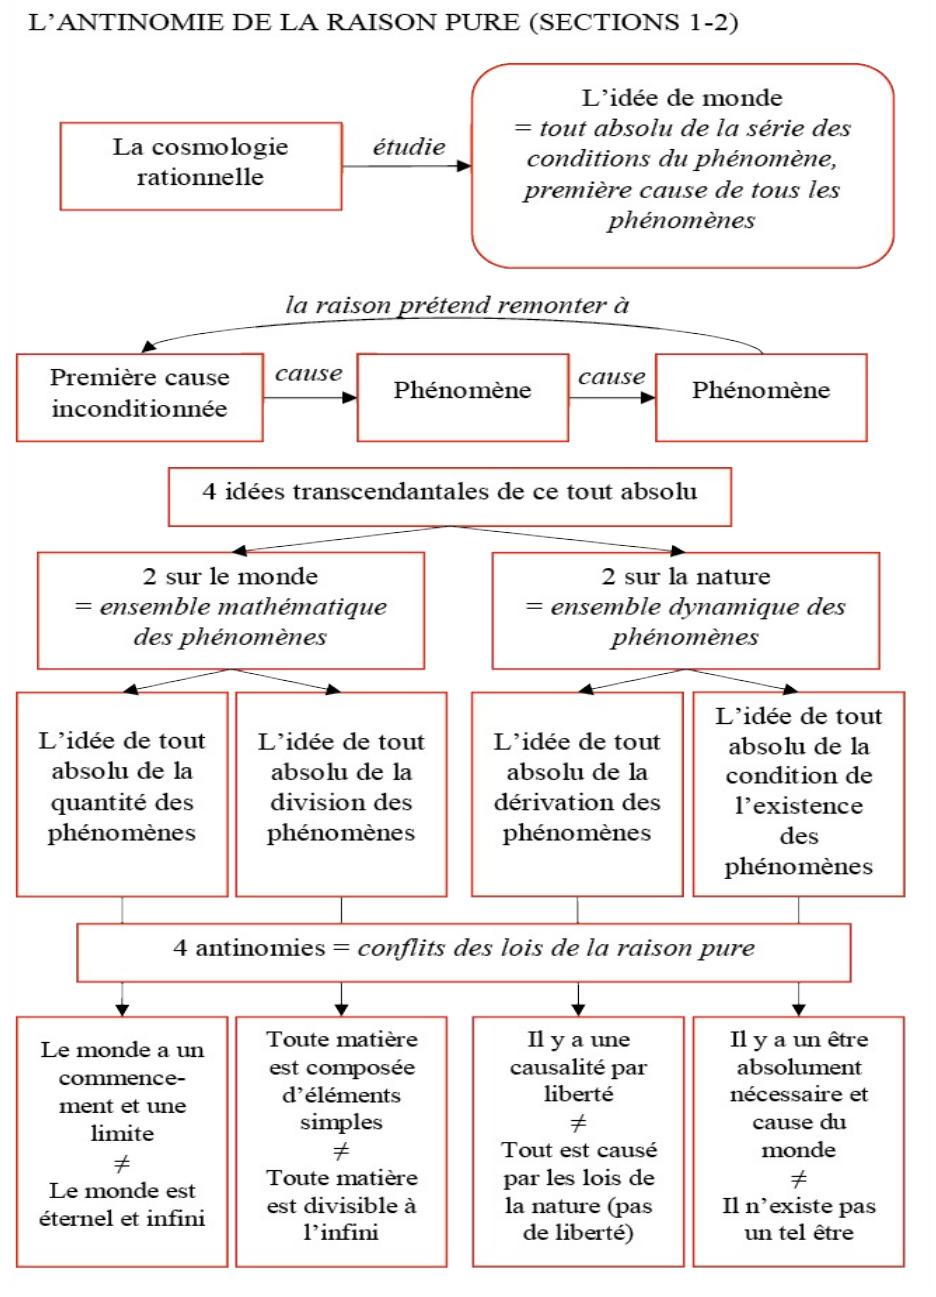 L’ANTINOMIE DE LA RAISON PURE (SECTIONS 1-2)
La cosmologie
rationnelle
étudie
L’idée de monde
= tout absolu de la série des
conditions du phénomène,
première cause de tous les
phénomènes
la raison prétend remonter à
Première cause
inconditionnée
cause
Phénomène
cause
Phénomène
4 idées transcendantales de ce tout absolu
2 sur le monde
= ensemble mathématique
des phénomènes
2 sur la nature
= ensemble dynamique des
phénomènes
L’idée de tout
absolu de la
quantité des
phénomènes
L’idée de tout
absolu de la
division des
phénomènes
L’idée de tout
absolu de la
dérivation des
phénomènes
L’idée de tout
absolu de la
condition de
l’existence
des
phénomènes
4 antinomies = conflits des lois de la raison pure
Le monde a un
commence-
ment et une
limite
≠
Le monde est
éternel et infini
Toute matière
est composée
d’éléments
simples
≠
Toute matière
est divisible à
l’infini
Il y a une
causalité par
liberté
≠
Tout est causé
par les lois de
la nature (pas
de liberté)
Il y a un être
absolument
nécessaire et
cause du
monde
≠
Il n’existe pas
un tel être